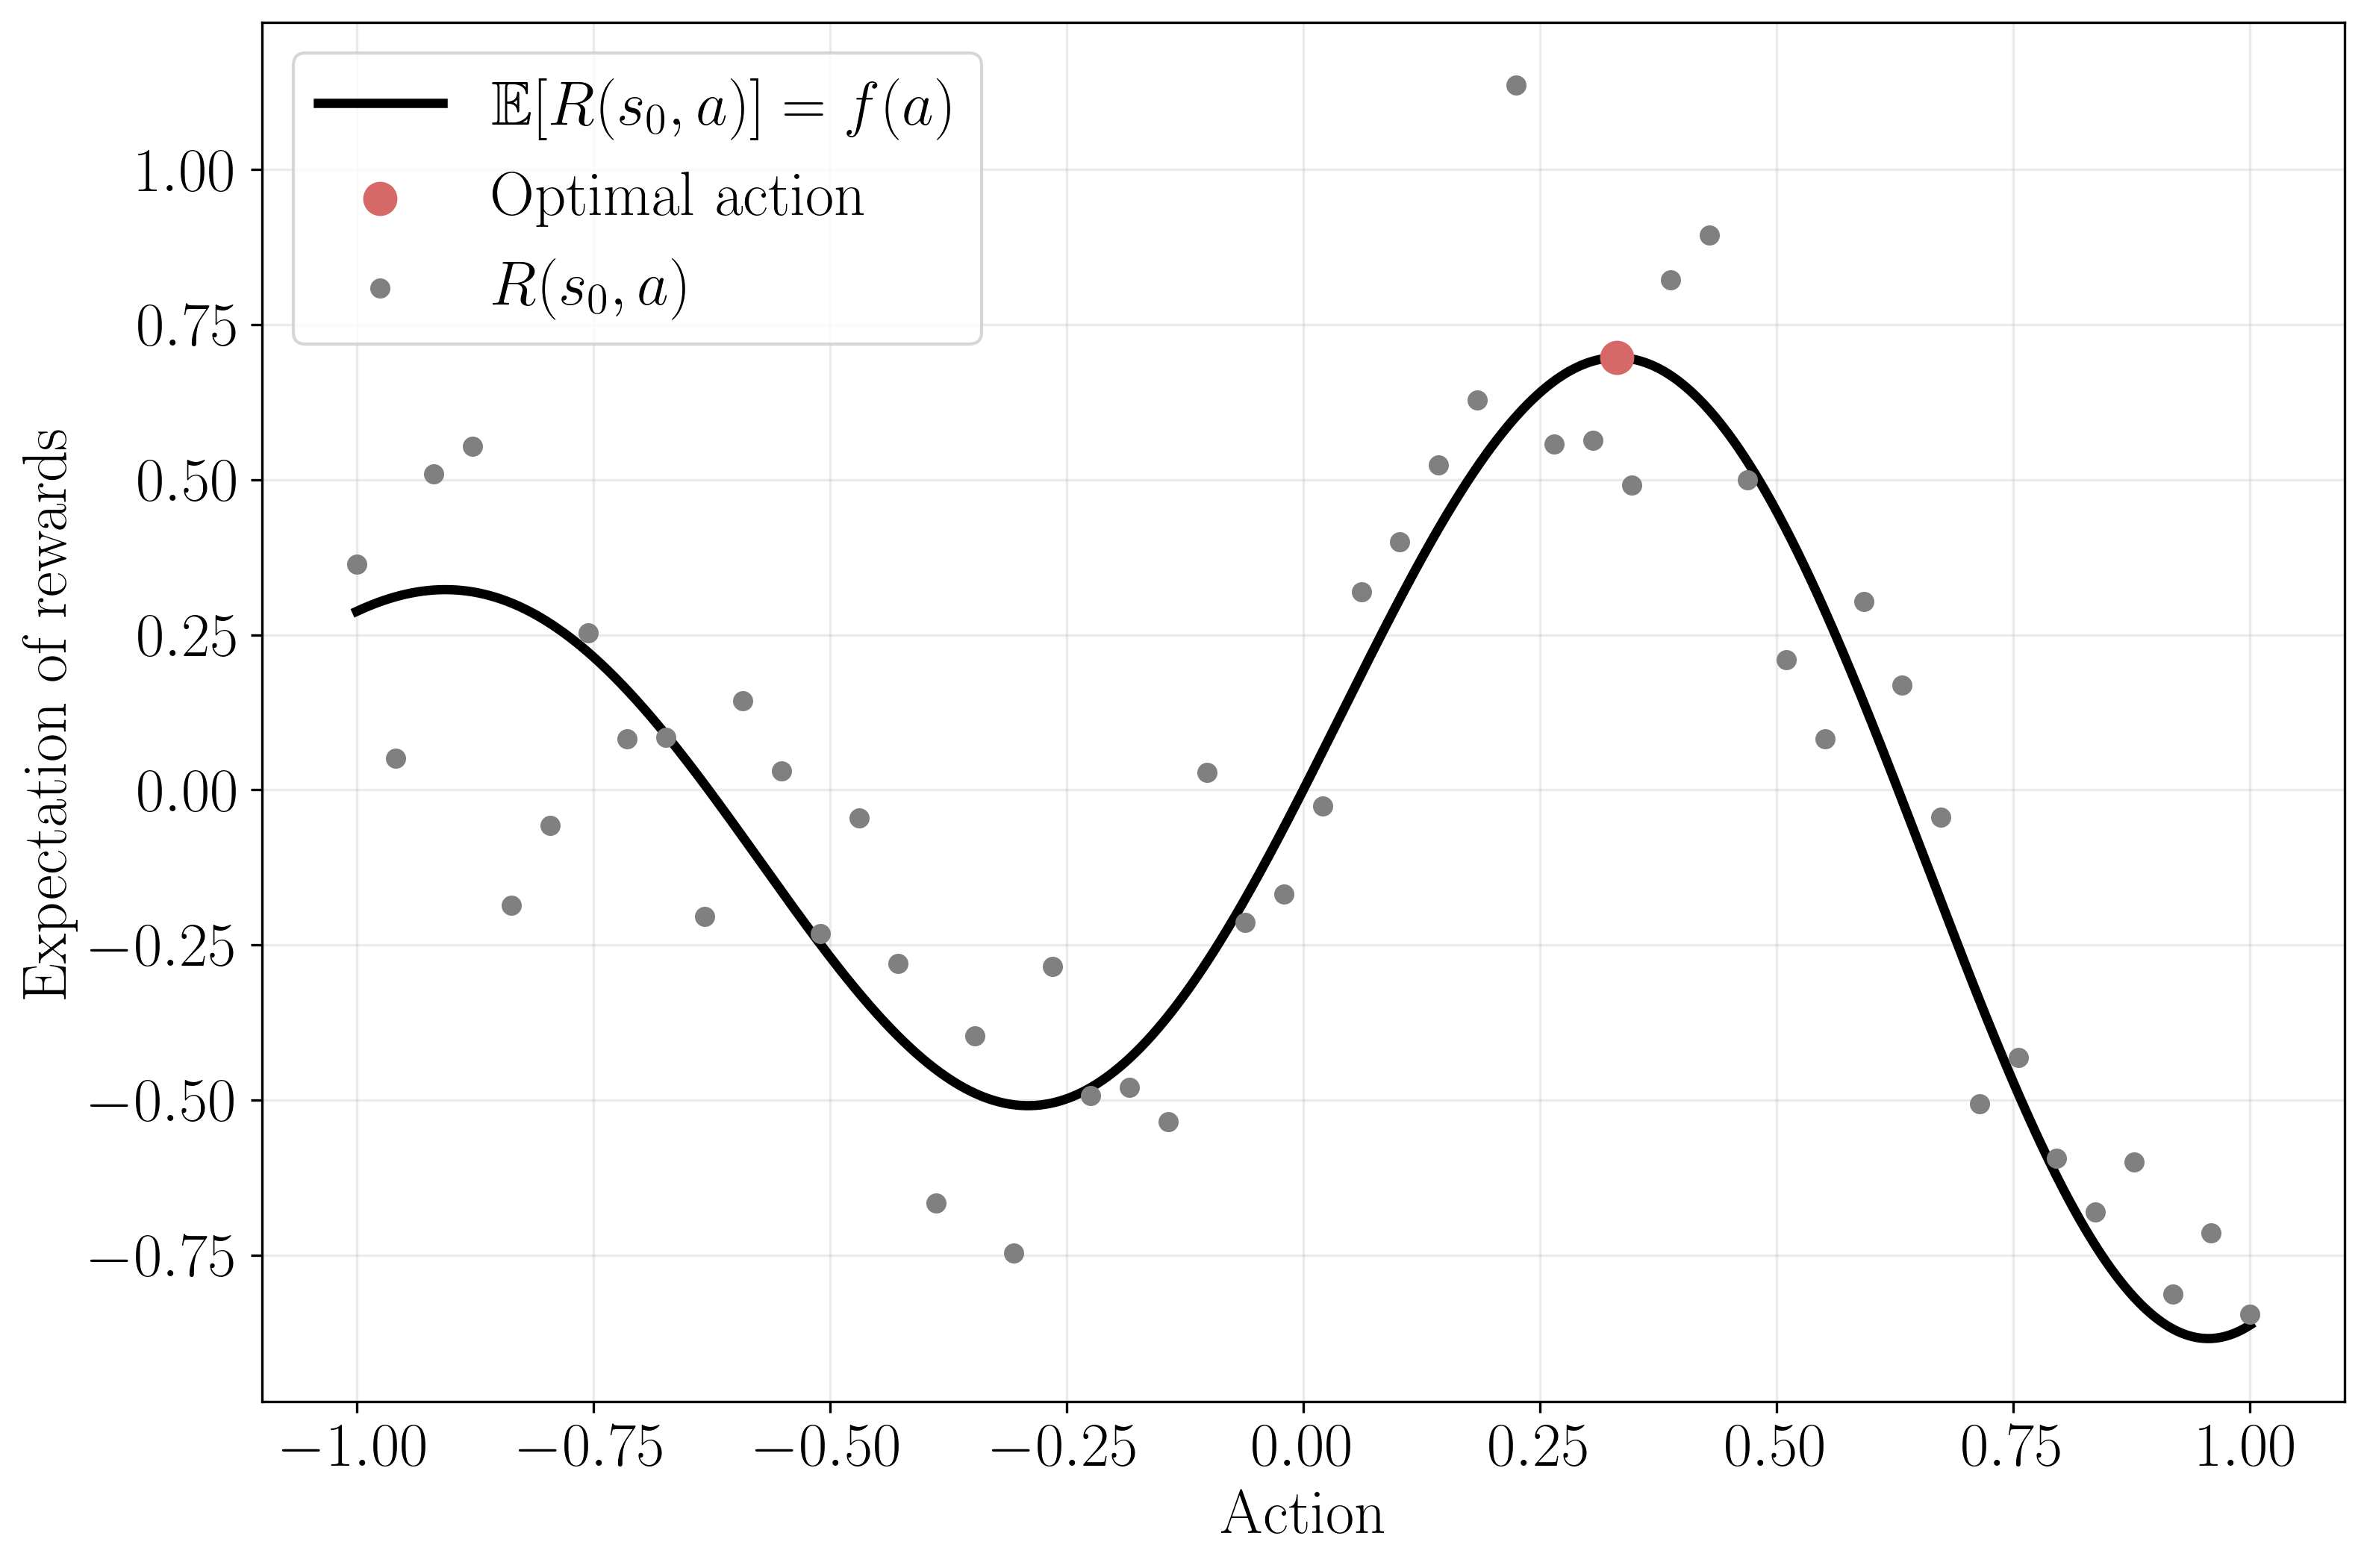 𝔼[R(s₀, a)] = f(a)
Optimal action
R(s₀, a)
1.00
0.75
0.50
0.25
0.00
−0.25
−0.50
−0.75
Expectation of rewards
−1.00 −0.75 −0.50 −0.25 0.00 0.25 0.50 0.75 1.00
Action